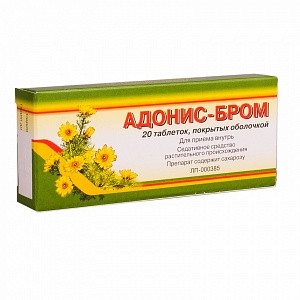 АДОНИС-БРОМ
20 таблеток, покрытых оболочкой
Для приема внутрь
Седативное средство
растительного происхождения
Препарат содержит сахарозу
ЛП-000385